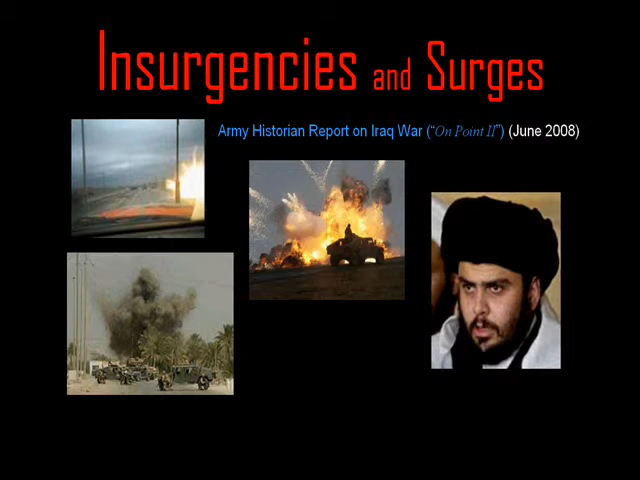 Insurgencies and Surges
Army Historian Report on Iraq War (“On Point II”) (June 2008)